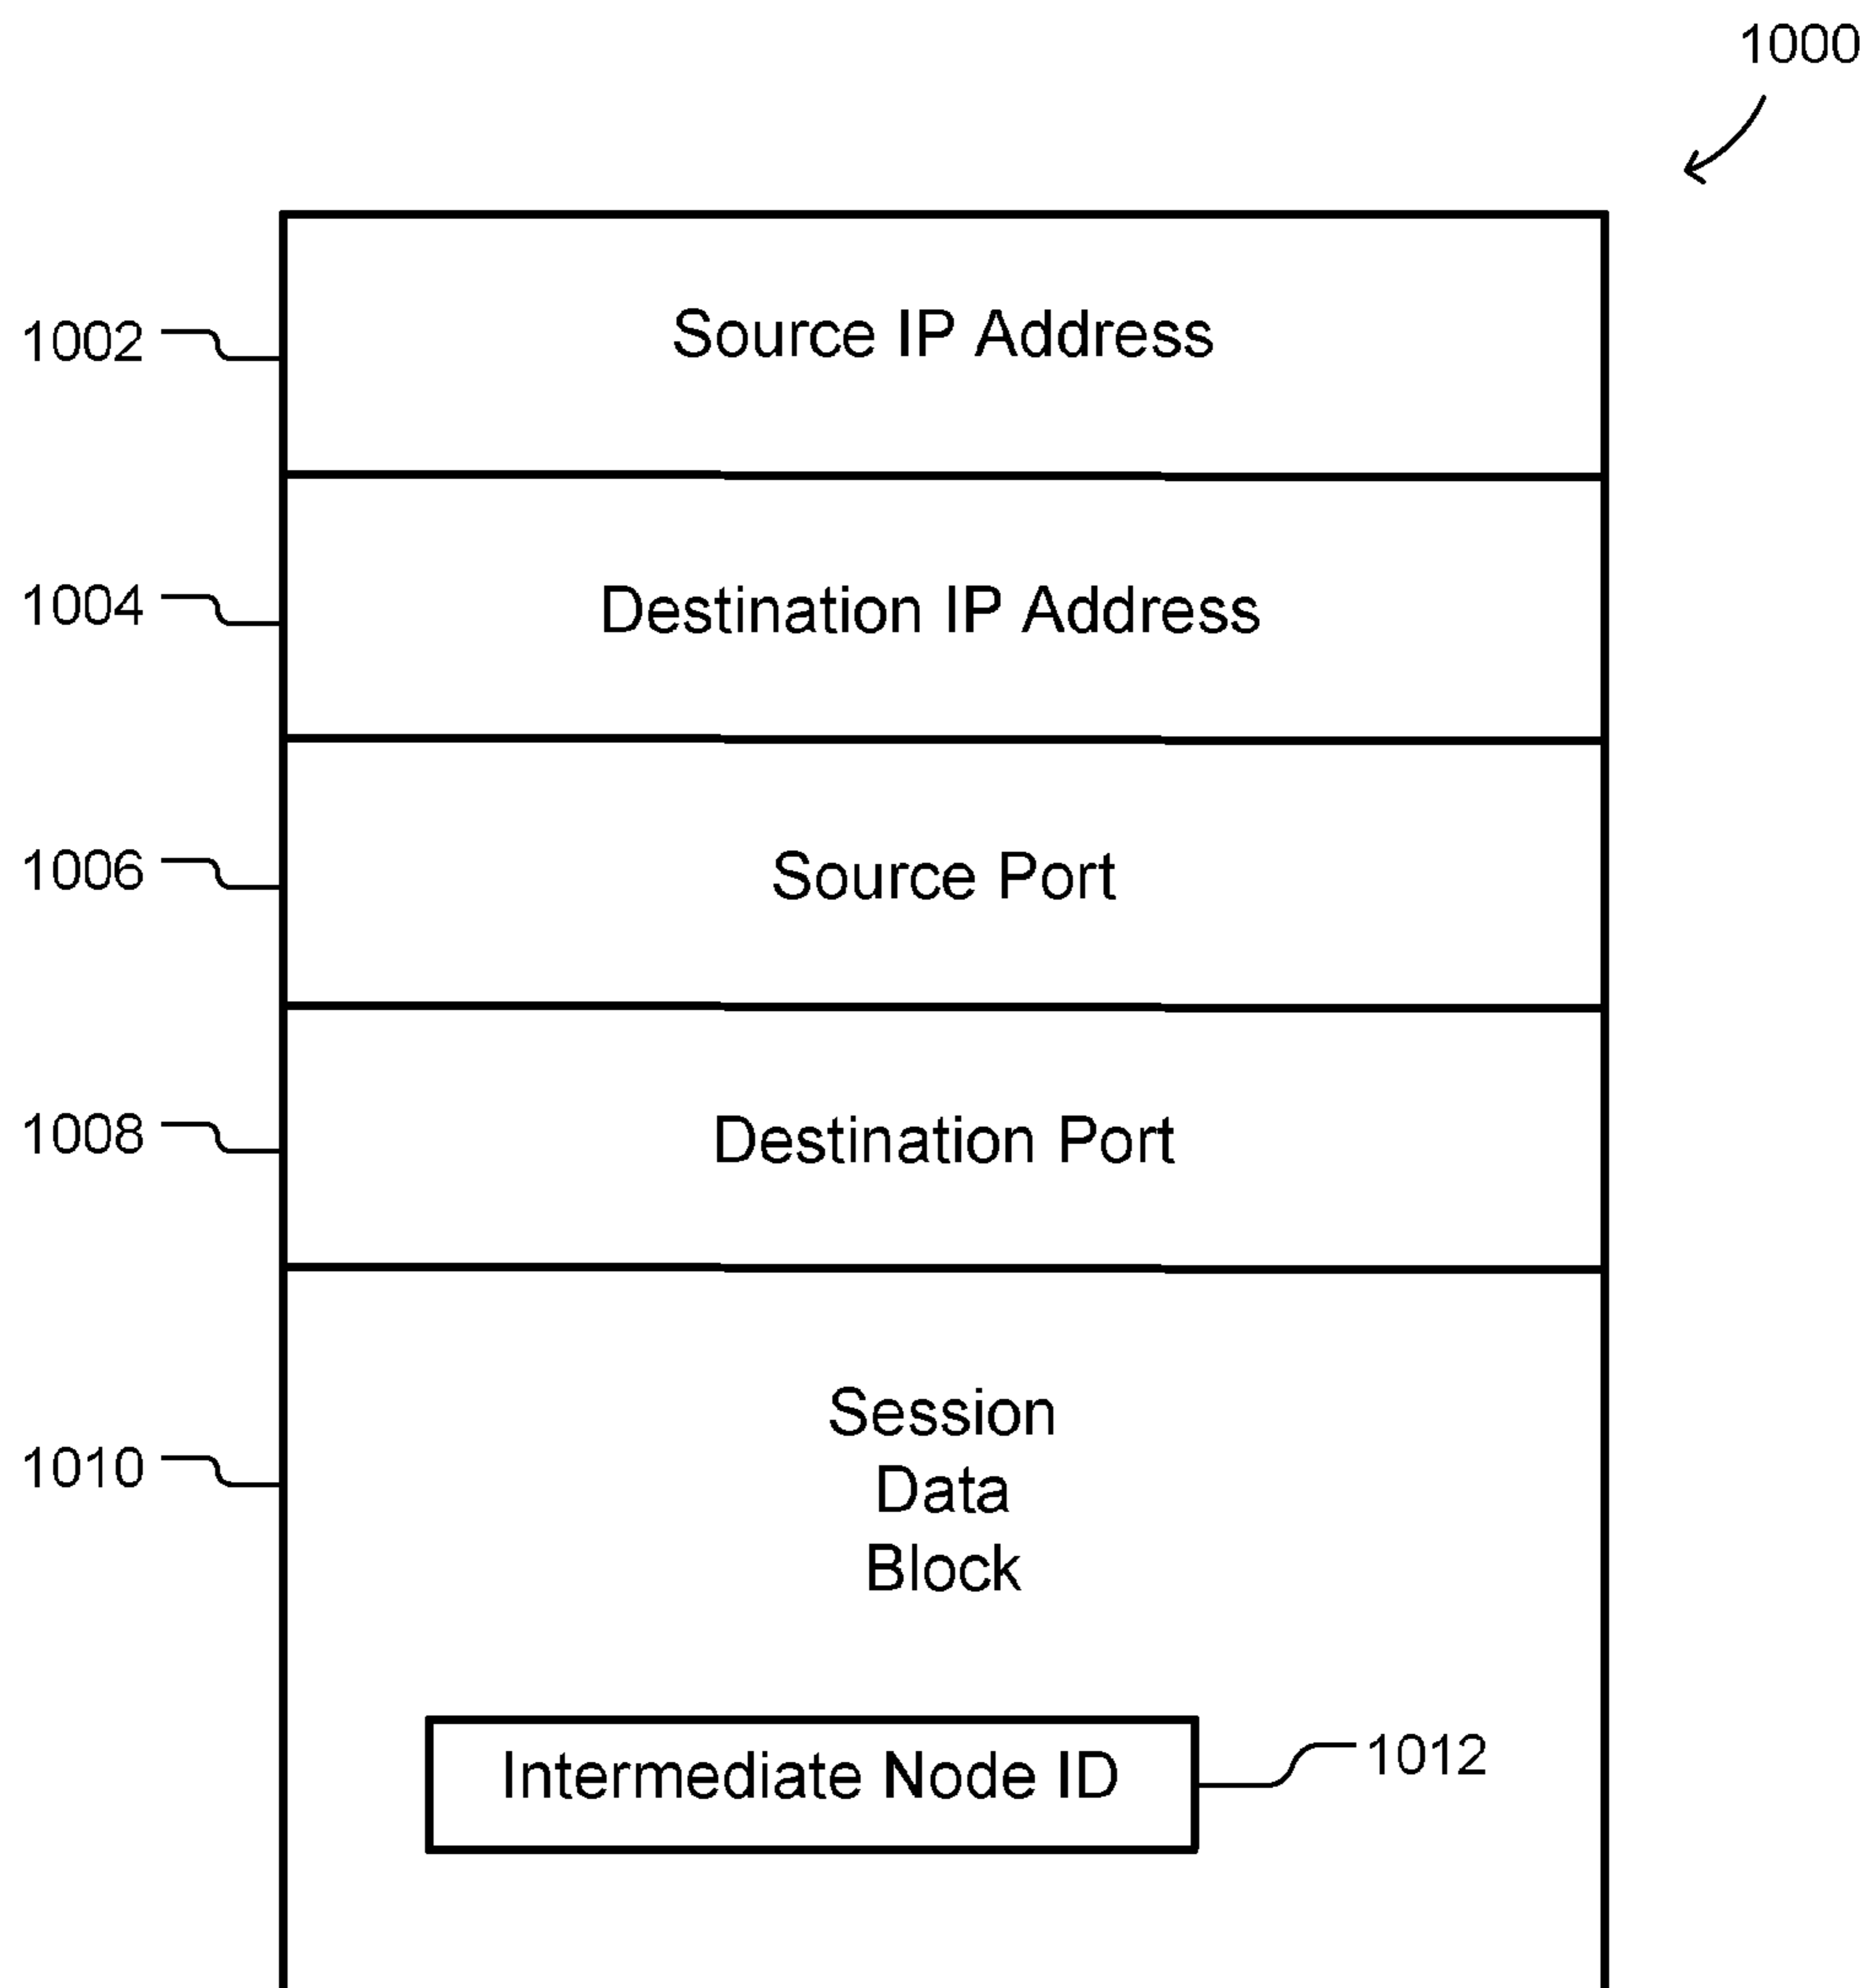 1000
1002
Source IP Address
1004
Destination IP Address
1006
Source Port
1008
Destination Port
1010
Session
Data
Block
Intermediate Node ID
1012